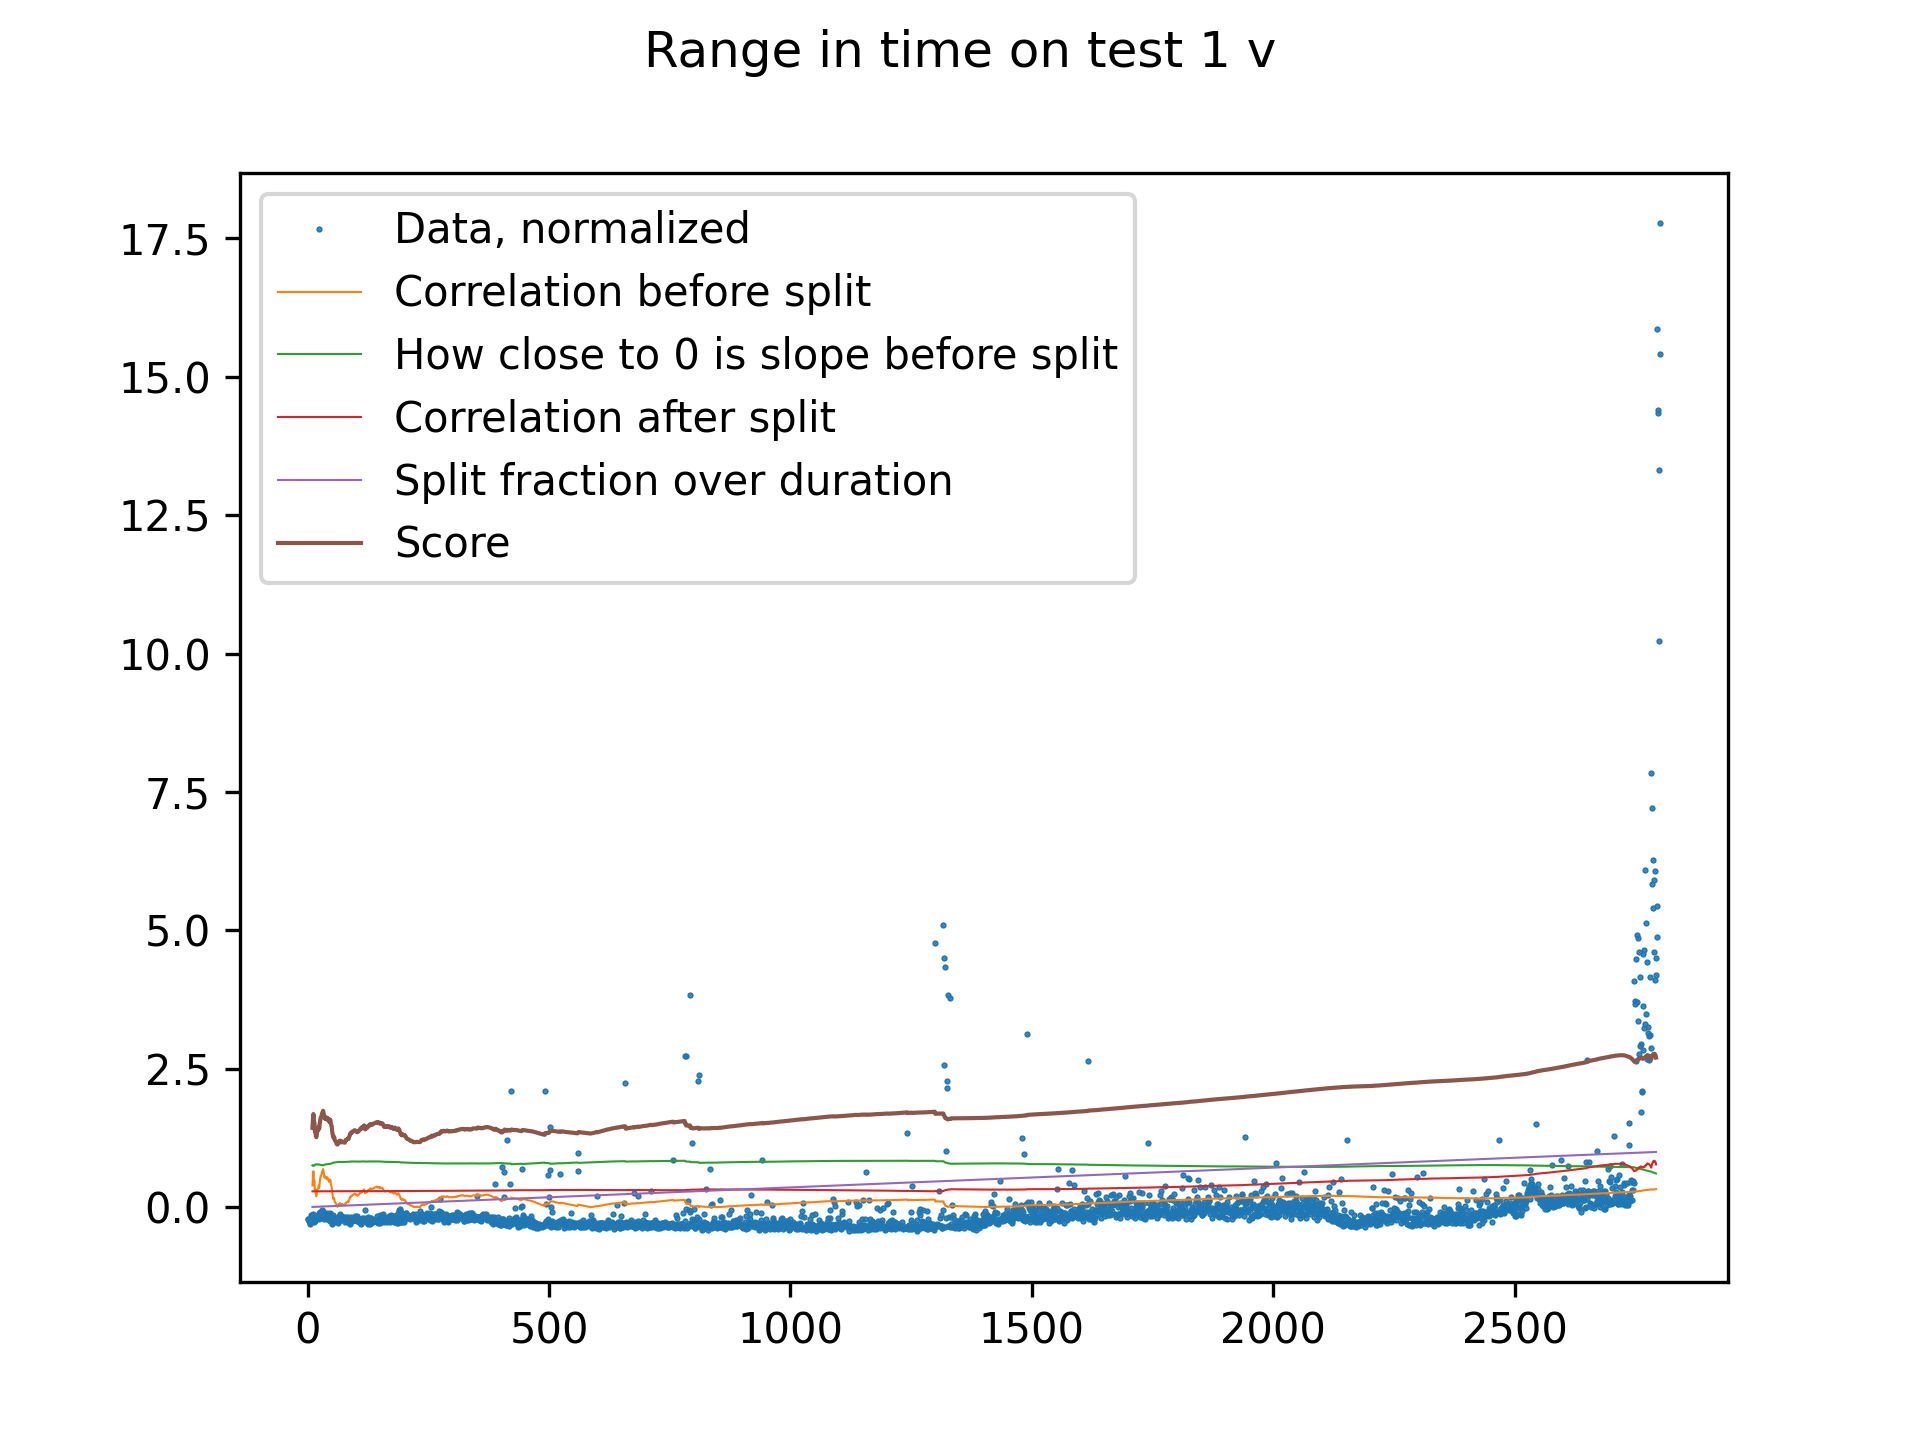 Range in time on test 1 v
Data, normalized
Correlation before split
How close to 0 is slope before split
Correlation after split
Split fraction over duration
Score
17.5
15.0
12.5
10.0
7.5
5.0
2.5
0.0
0 500 1000 1500 2000 2500